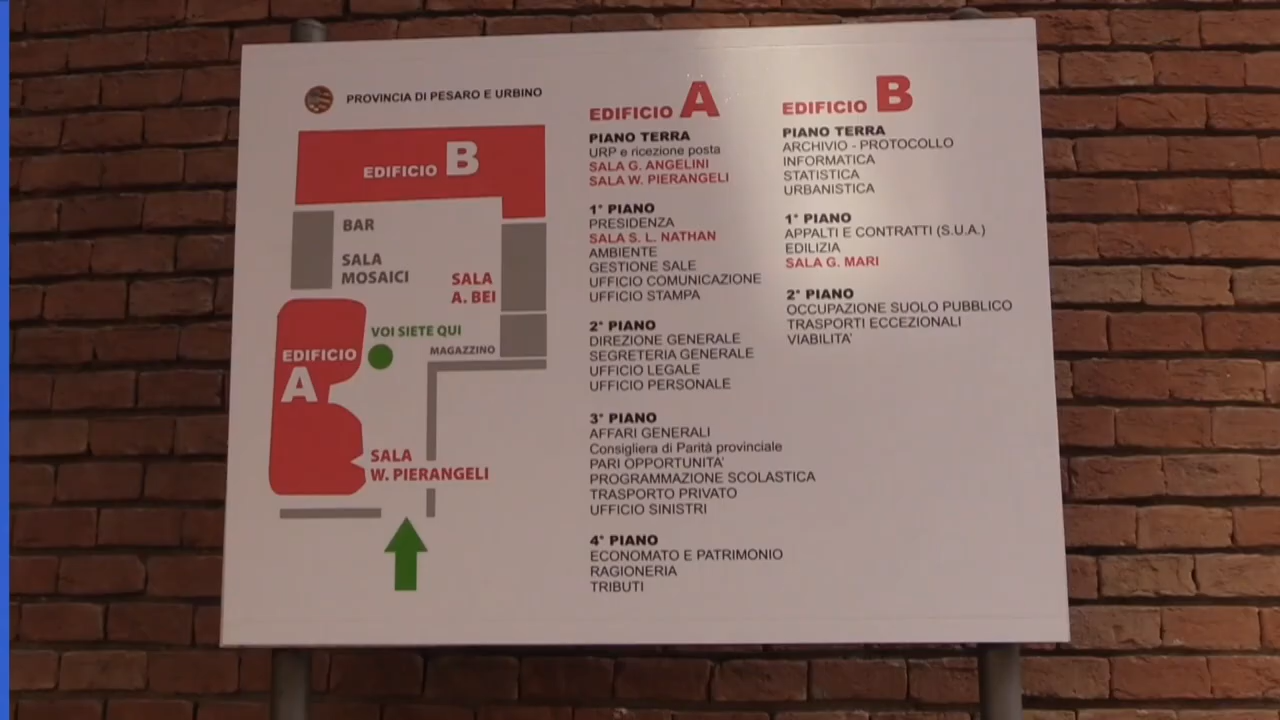 PROVINCIA DI PESARO E URBINO
EDIFICIO B
BAR
SALA
MOSAICI
SALA
A. BEI
VOI SIETE QUI
MAGAZZINO
EDIFICIO
A
SALA
W. PIERANGELI
EDIFICIO A
PIANO TERRA
URP e ricezione posta
SALA G. ANGELINI
SALA W. PIERANGELI
1° PIANO
PRESIDENZA
SALA S. L. NATHAN
AMBIENTE
GESTIONE SALE
UFFICIO COMUNICAZIONE
UFFICIO STAMPA
2° PIANO
DIREZIONE GENERALE
SEGRETERIA GENERALE
UFFICIO LEGALE
UFFICIO PERSONALE
3° PIANO
AFFARI GENERALI
Consigliera di Parità provinciale
PARI OPPORTUNITA'
PROGRAMMAZIONE SCOLASTICA
TRASPORTO PRIVATO
UFFICIO SINISTRI
4° PIANO
ECONOMATO E PATRIMONIO
RAGIONERIA
TRIBUTI
EDIFICIO B
PIANO TERRA
ARCHIVIO - PROTOCOLLO
INFORMATICA
STATISTICA
URBANISTICA
1° PIANO
APPALTI E CONTRATTI (S.U.A.)
EDILIZIA
SALA G. MARI
2° PIANO
OCCUPAZIONE SUOLO PUBBLICO
TRASPORTI ECCEZIONALI
VIABILITA'